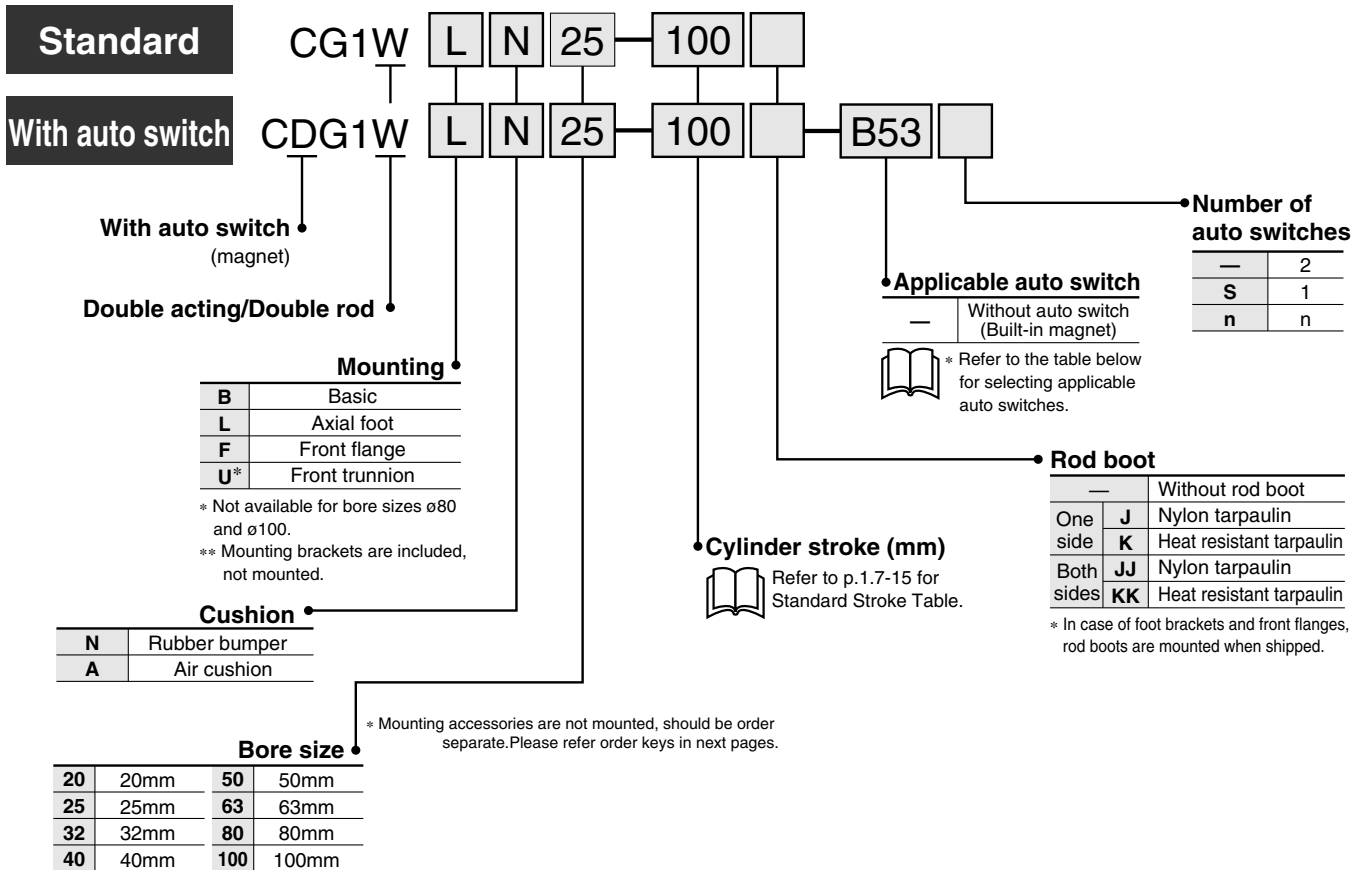 Standard CG1W L N 25 — 100
With auto switch CDG1W L N 25 — 100 — B53
With auto switch
(magnet)
Double acting/Double rod
Mounting
B Basic
L Axial foot
F Front flange
U* Front trunnion
* Not available for bore sizes ø80
and ø100.
** Mounting brackets are included,
not mounted.
Cushion
N Rubber bumper
A Air cushion
Bore size
20 20mm 50 50mm
25 25mm 63 63mm
32 32mm 80 80mm
40 40mm 100 100mm
* Mounting accessories are not mounted, should be order
separate.Please refer order keys in next pages.
Cylinder stroke (mm)
Refer to p.1.7-15 for
Standard Stroke Table.
Rod boot
— Without rod boot
One side J Nylon tarpaulin
K Heat resistant tarpaulin
Both sides JJ Nylon tarpaulin
KK Heat resistant tarpaulin
* In case of foot brackets and front flanges,
rod boots are mounted when shipped.
Applicable auto switch
— Without auto switch
(Built-in magnet)
* Refer to the table below
for selecting applicable
auto switches.
Number of
auto switches
— 2
S 1
n n